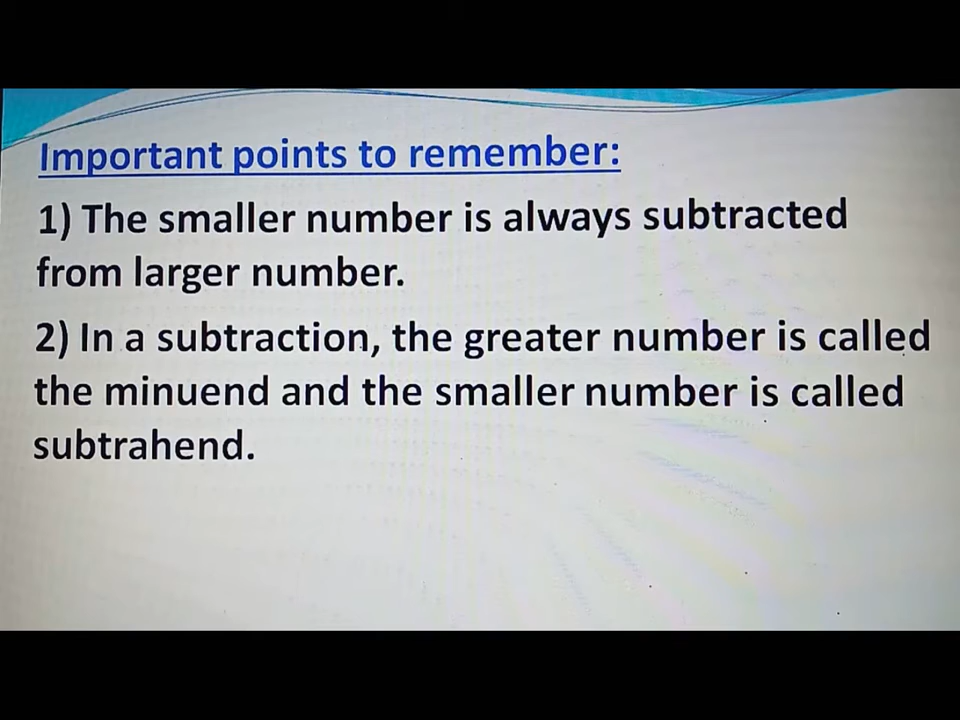 Important points to remember:
1) The smaller number is always subtracted
from larger number.
2) In a subtraction, the greater number is called
the minuend and the smaller number is called
subtrahend.